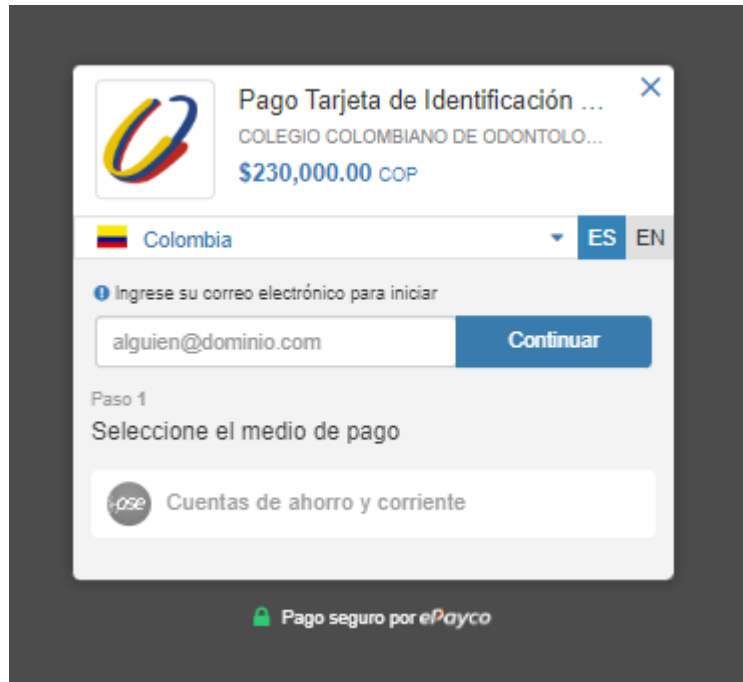 Pago Tarjeta de Identificación ...
COLEGIO COLOMBIANO DE ODONTOLO...
$230,000.00 COP
Colombia
ES EN
Ingrese su correo electrónico para iniciar
alguien@dominio.com
Continuar
Paso 1
Seleccione el medio de pago
pse Cuentas de ahorro y corriente
Pago seguro por ePayco